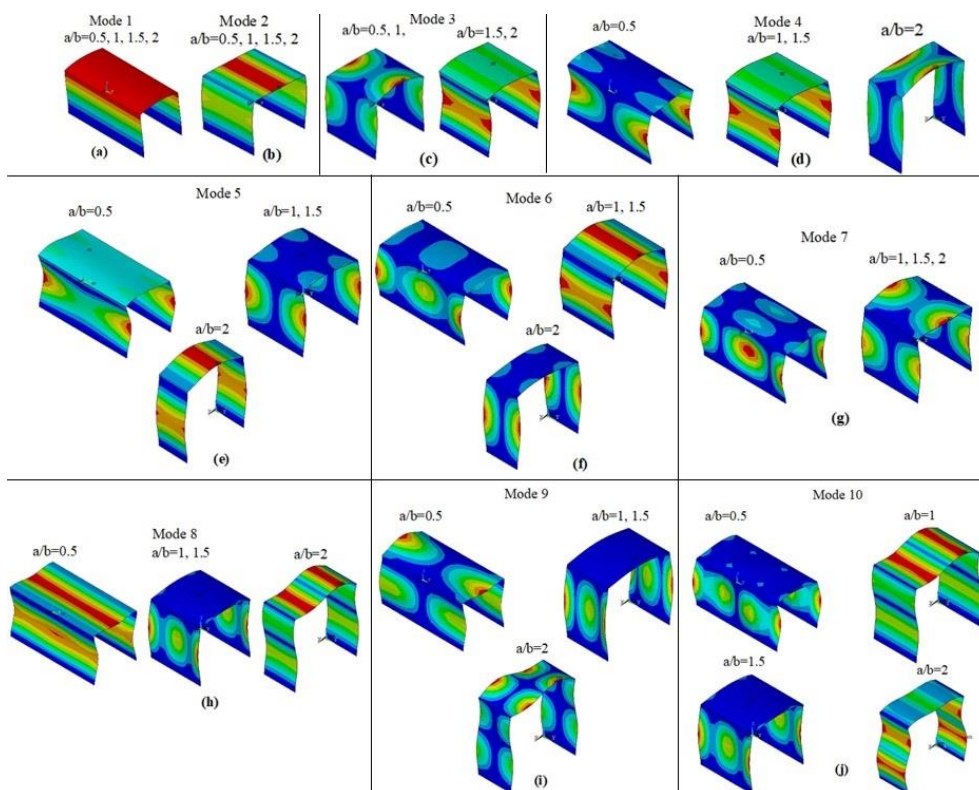 Mode 1
a/b=0.5, 1, 1.5, 2
(a)
Mode 2
a/b=0.5, 1, 1.5, 2
(b)
Mode 3
a/b=0.5, 1,
a/b=1.5, 2
(c)
Mode 4
a/b=0.5
a/b=1, 1.5
a/b=2
(d)
Mode 5
a/b=0.5
a/b=1, 1.5
a/b=2
(e)
Mode 6
a/b=0.5
a/b=1, 1.5
a/b=2
(f)
Mode 7
a/b=0.5
a/b=1, 1.5, 2
(g)
Mode 8
a/b=0.5
a/b=1, 1.5
a/b=2
(h)
Mode 9
a/b=0.5
a/b=1, 1.5
a/b=2
(i)
Mode 10
a/b=0.5
a/b=1
a/b=1.5
a/b=2
(j)